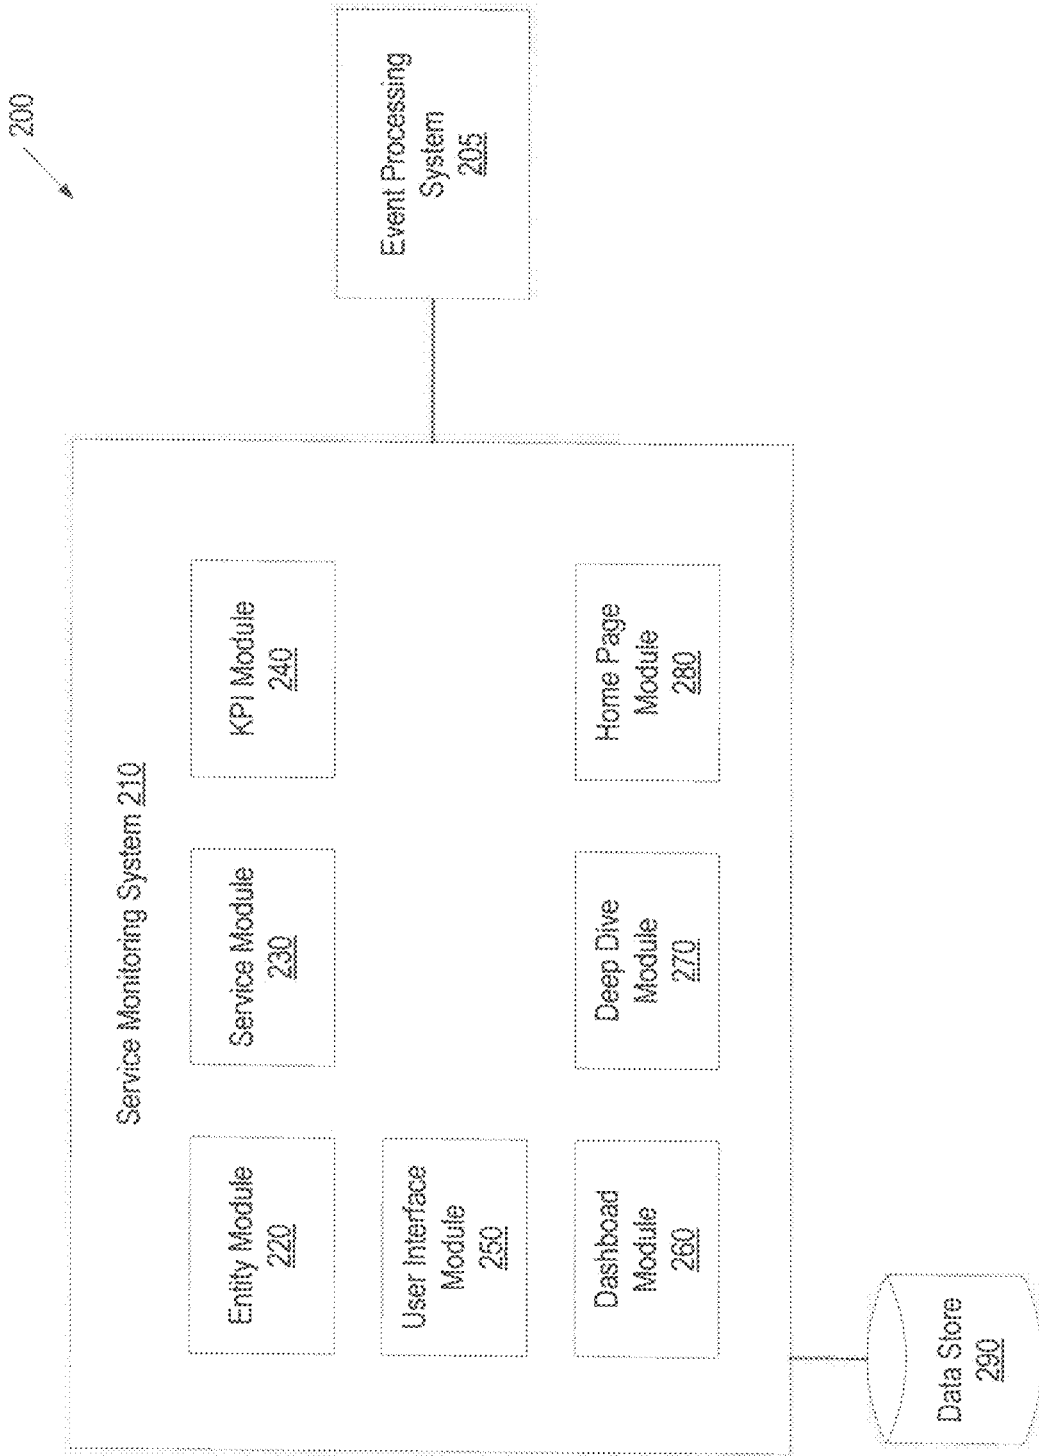 200
Service Monitoring System 210
Entity Module
220
Service Module
230
KPI Module
240
User Interface
Module
250
Dashboad
Module
260
Deep Dive
Module
270
Home Page
Module
280
Event Processing
System
205
Data Store
290